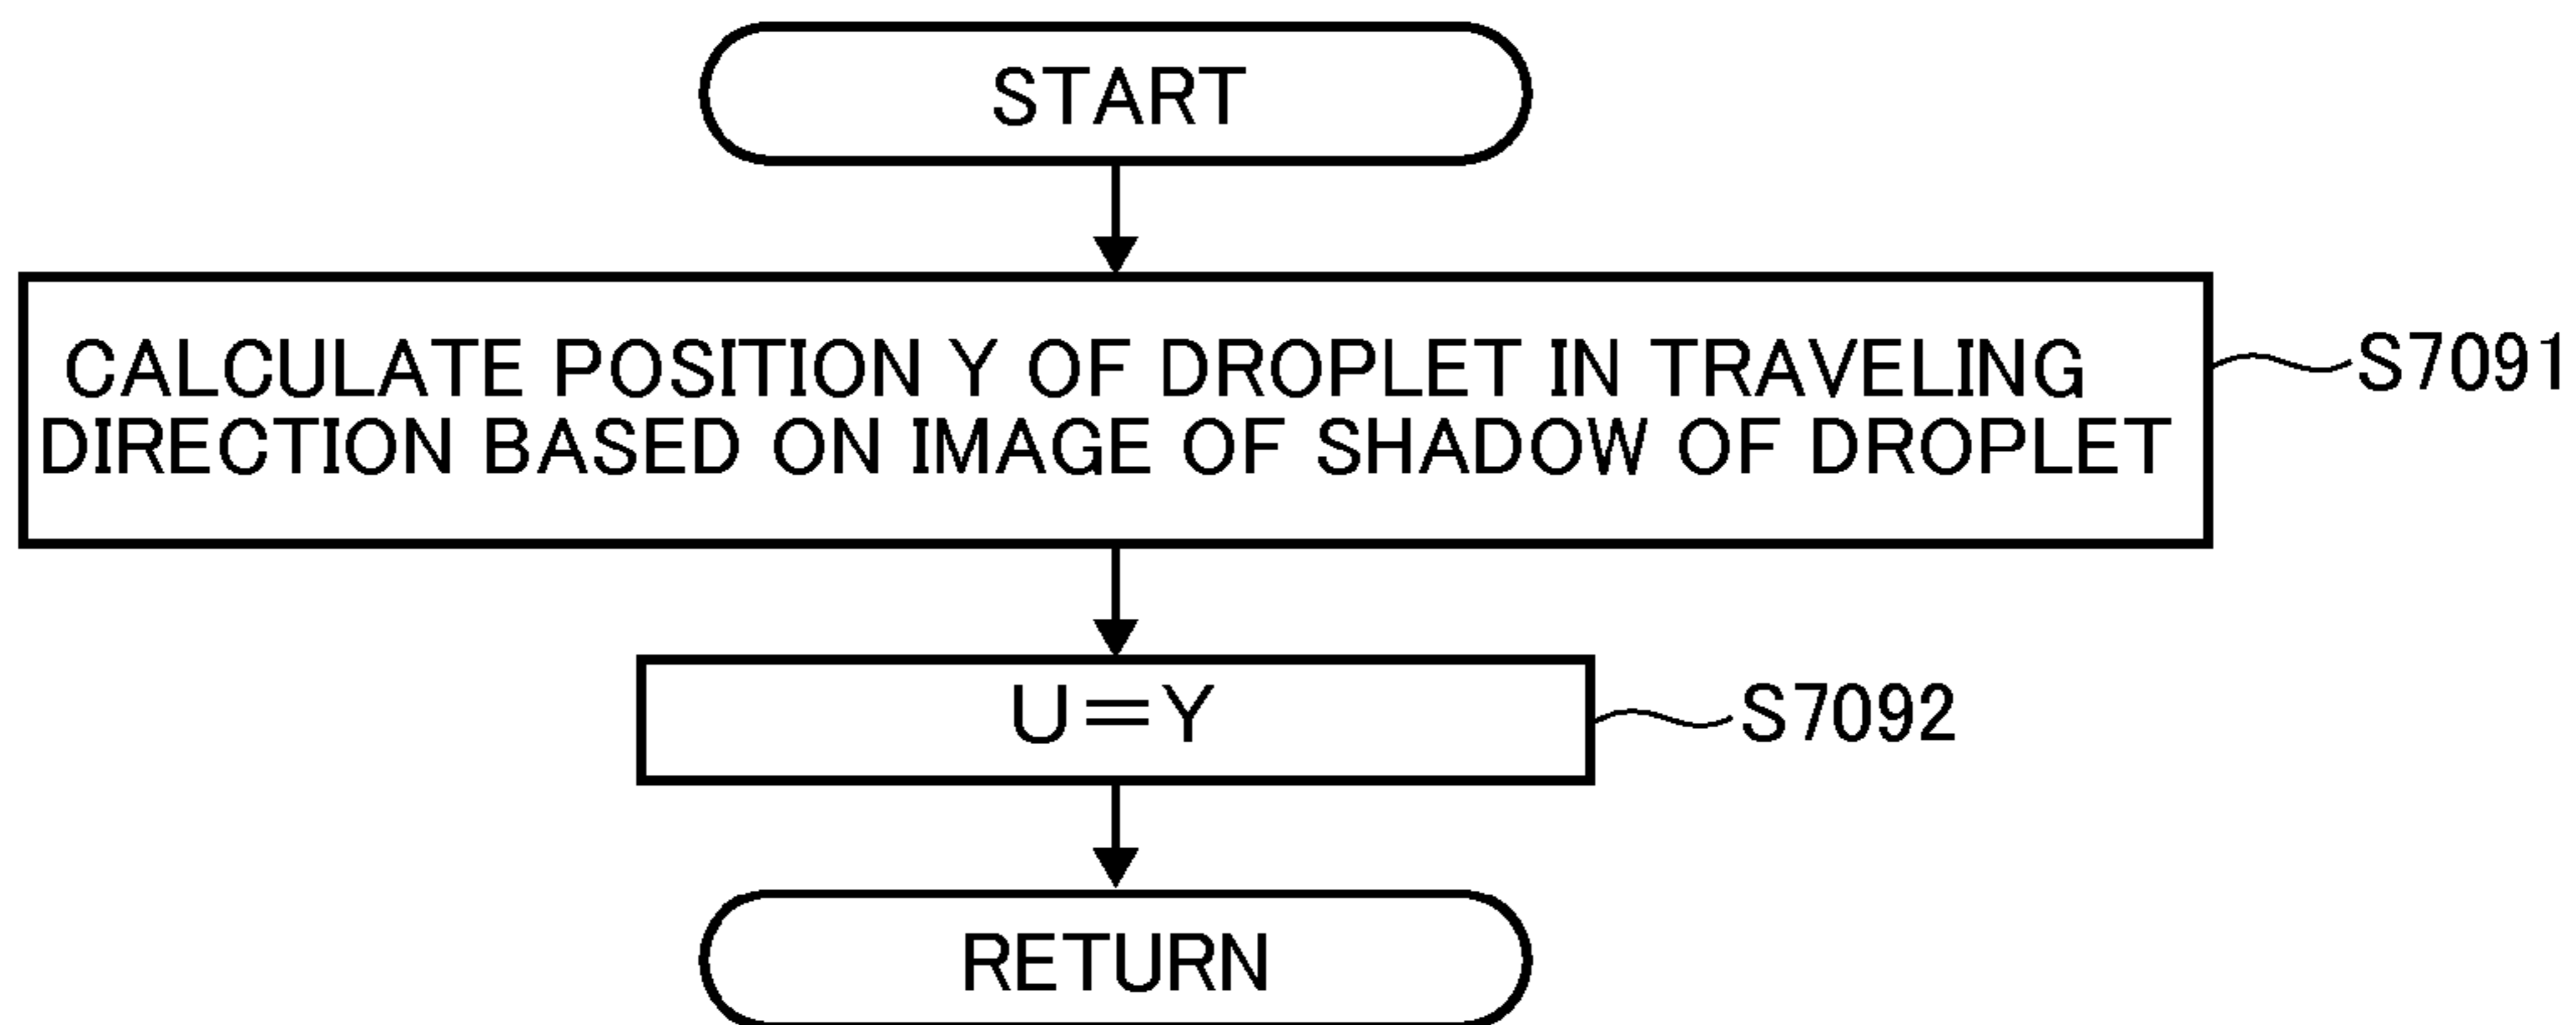 START
CALCULATE POSITION Y OF DROPLET IN TRAVELING
DIRECTION BASED ON IMAGE OF SHADOW OF DROPLET
S7091
U=Y
S7092
RETURN